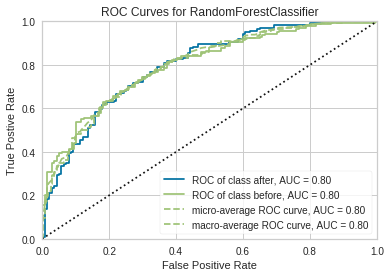 ROC Curves for RandomForestClassifier
1.0
0.8
0.6
0.4
0.2
0.0
True Postive Rate
ROC of class after, AUC = 0.80
ROC of class before, AUC = 0.80
micro-average ROC curve, AUC = 0.80
macro-average ROC curve, AUC = 0.80
0.0 0.2 0.4 0.6 0.8 1.0
False Positive Rate